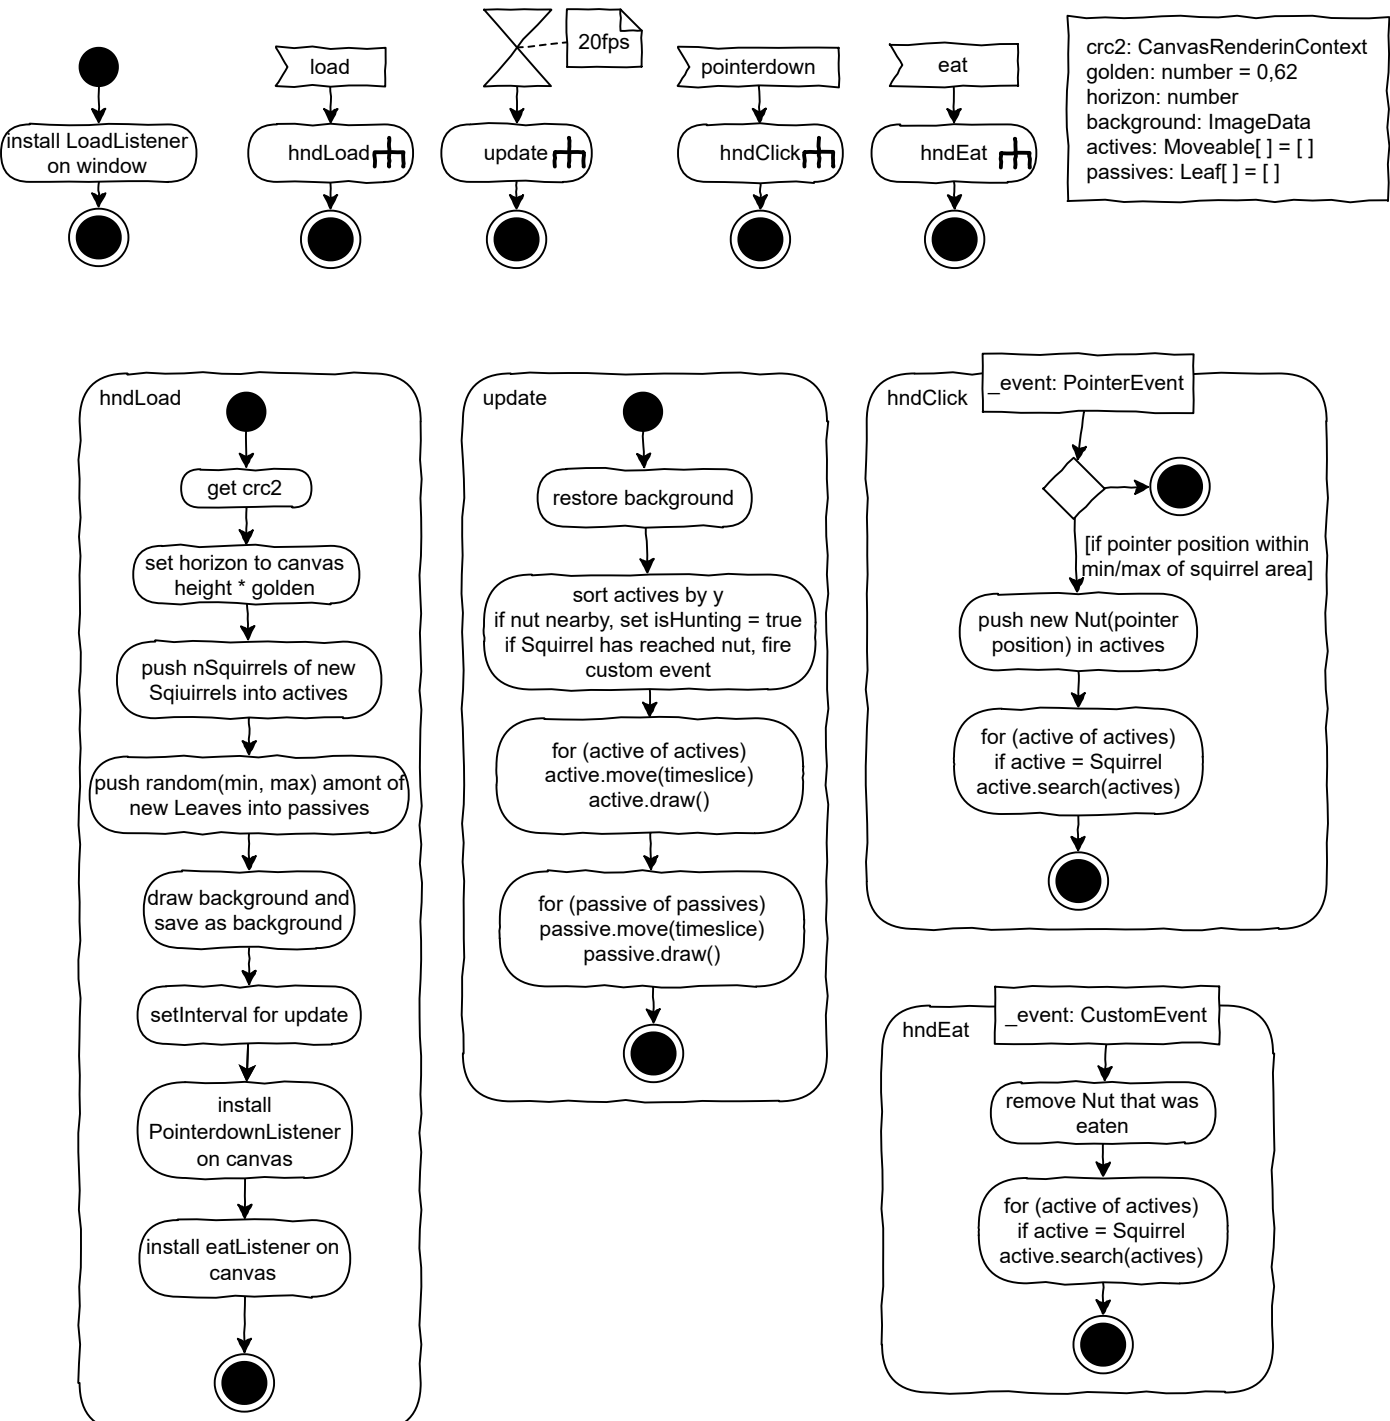 install LoadListener
on window
load
hndLoad
20fps
update
pointerdown
hndClick
eat
hndEat
crc2: CanvasRenderinContext
golden: number = 0,62
horizon: number
background: ImageData
actives: Moveable[ ] = [ ]
passives: Leaf[ ] = [ ]
hndLoad
get crc2
set horizon to canvas
height * golden
push nSquirrels of new
Sqiuirrels into actives
push random(min, max) amont of
new Leaves into passives
draw background and
save as background
setInterval for update
install
PointerdownListener
on canvas
install eatListener on
canvas
update
restore background
sort actives by y
if nut nearby, set isHunting = true
if Squirrel has reached nut, fire
custom event
for (active of actives)
active.move(timeslice)
active.draw()
for (passive of passives)
passive.move(timeslice)
passive.draw()
hndClick
_event: PointerEvent
[if pointer position within
min/max of squirrel area]
push new Nut(pointer
position) in actives
for (active of actives)
if active = Squirrel
active.search(actives)
hndEat
_event: CustomEvent
remove Nut that was
eaten
for (active of actives)
if active = Squirrel
active.search(actives)